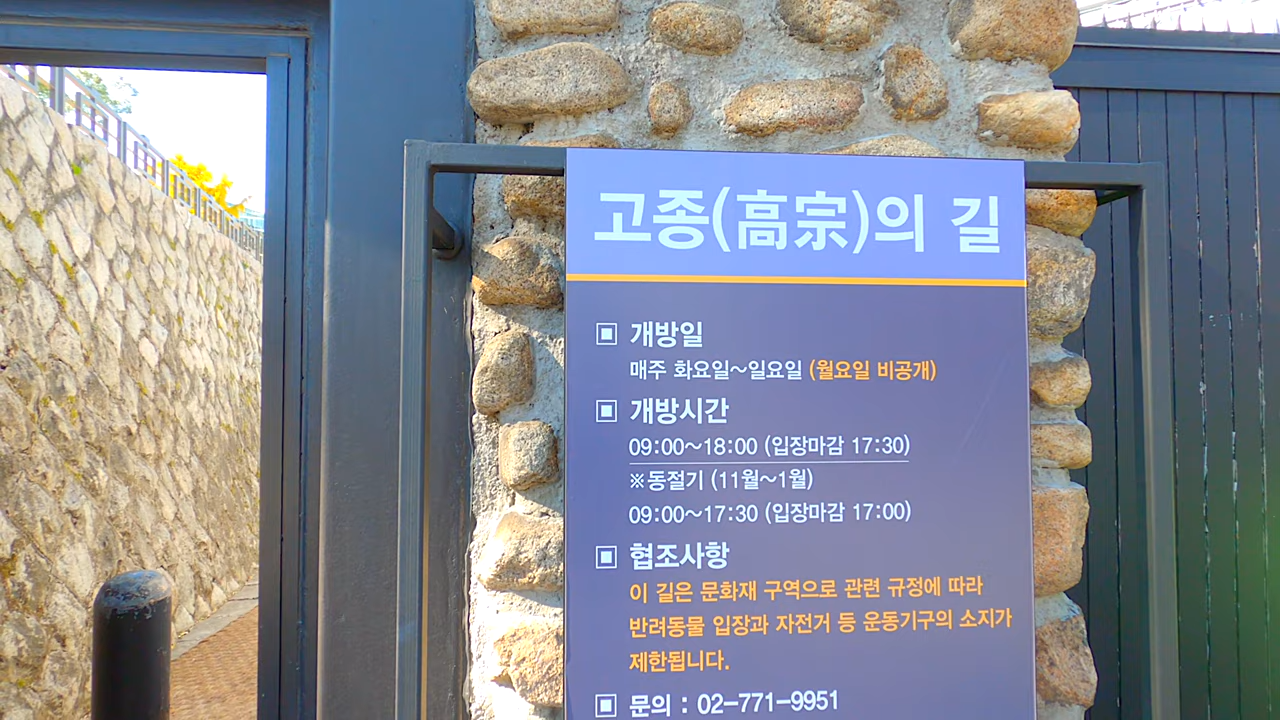 고종(高宗)의 길
▣ 개방일
매주 화요일~일요일 (월요일 비공개)
▣ 개방시간
09:00~18:00 (입장마감 17:30)
※동절기 (11월~1월)
09:00~17:30 (입장마감 17:00)
▣ 협조사항
이 길은 문화재 구역으로 관련 규정에 따라
반려동물 입장과 자전거 등 운동기구의 소지가
제한됩니다.
▣ 문의 : 02-771-9951